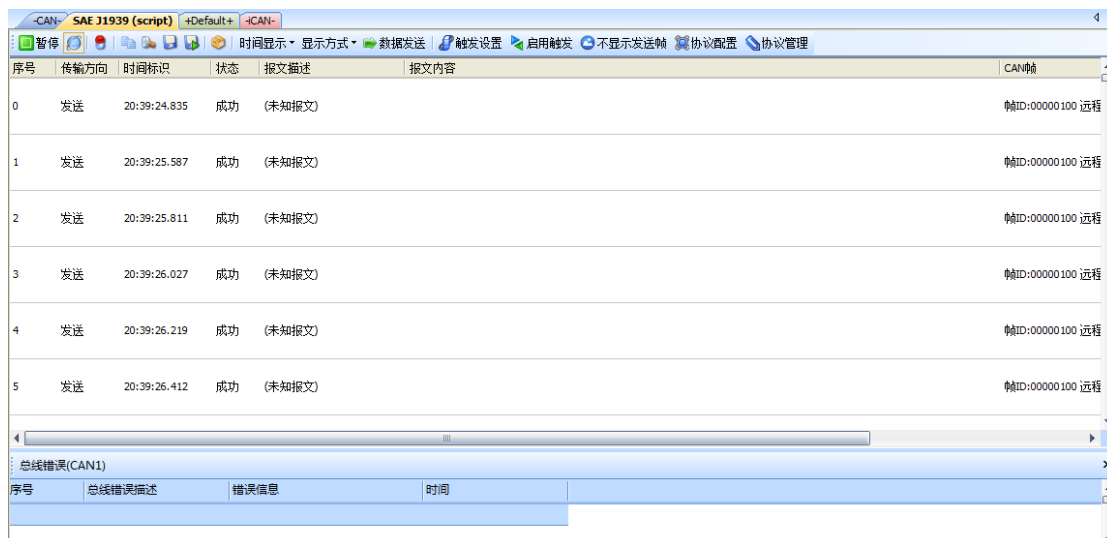 -CAN- SAE J1939 (script) +Default+ -iCAN-
暂停 时间显示 显示方式 数据发送 触发设置 启用触发 不显示发送帧 协议配置 协议管理
序号 传输方向 时间标识 状态 报文描述 报文内容 CAN帧
0 发送 20:39:24.835 成功 (未知报文) 帧ID:00000100 远程
1 发送 20:39:25.587 成功 (未知报文) 帧ID:00000100 远程
2 发送 20:39:25.811 成功 (未知报文) 帧ID:00000100 远程
3 发送 20:39:26.027 成功 (未知报文) 帧ID:00000100 远程
4 发送 20:39:26.219 成功 (未知报文) 帧ID:00000100 远程
5 发送 20:39:26.412 成功 (未知报文) 帧ID:00000100 远程
总线错误(CAN1)
序号 总线错误描述 错误信息 时间